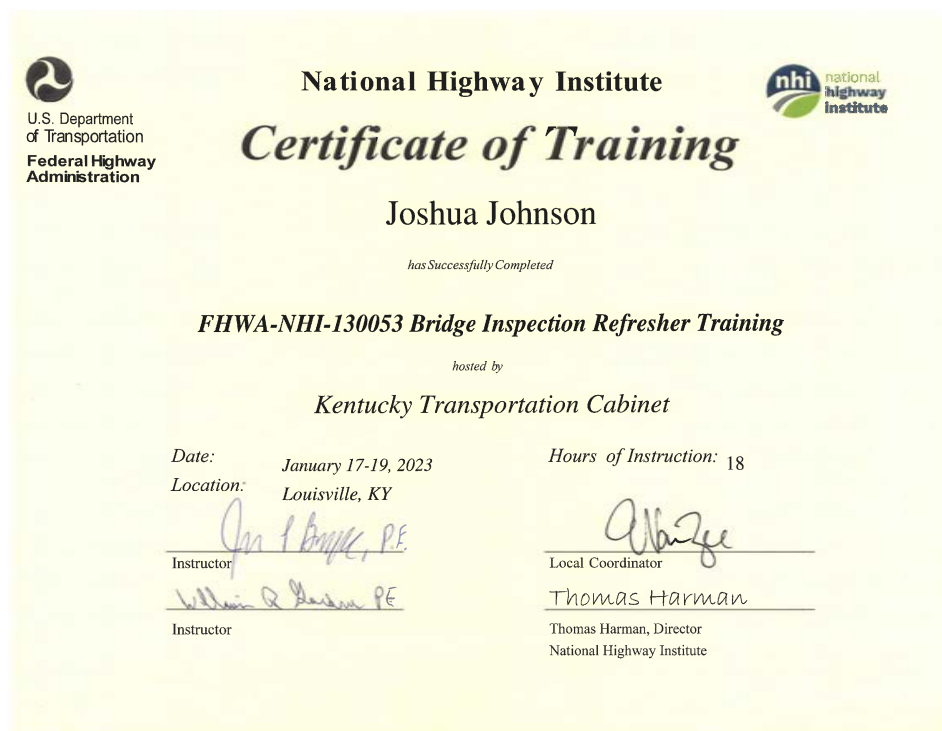 National Highway Institute
nhi national
highway
institute
U.S. Department
of Transportation
Federal Highway
Administration
Certificate of Training
Joshua Johnson
has Successfully Completed
FHWA-NHI-130053 Bridge Inspection Refresher Training
hosted by
Kentucky Transportation Cabinet
Date: January 17-19, 2023
Hours of Instruction: 18
Location: Louisville, KY
P.E.
Instructor
Local Coordinator
William R PE
Thomas Harman
Instructor
Thomas Harman, Director
National Highway Institute